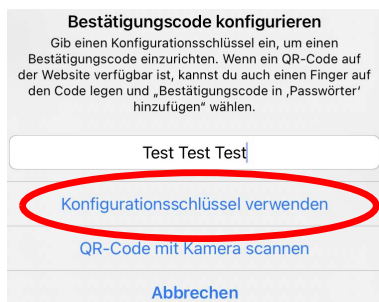 Bestätigungscode konfigurieren
Gib einen Konfigurationsschlüssel ein, um einen
Bestätigungscode einzurichten. Wenn ein QR-Code auf
der Website verfügbar ist, kannst du auch einen Finger auf
den Code legen und „Bestätigungscode in ‚Passwörter‘
hinzufügen“ wählen.
Test Test Test
Konfigurationsschlüssel verwenden
QR-Code mit Kamera scannen
Abbrechen